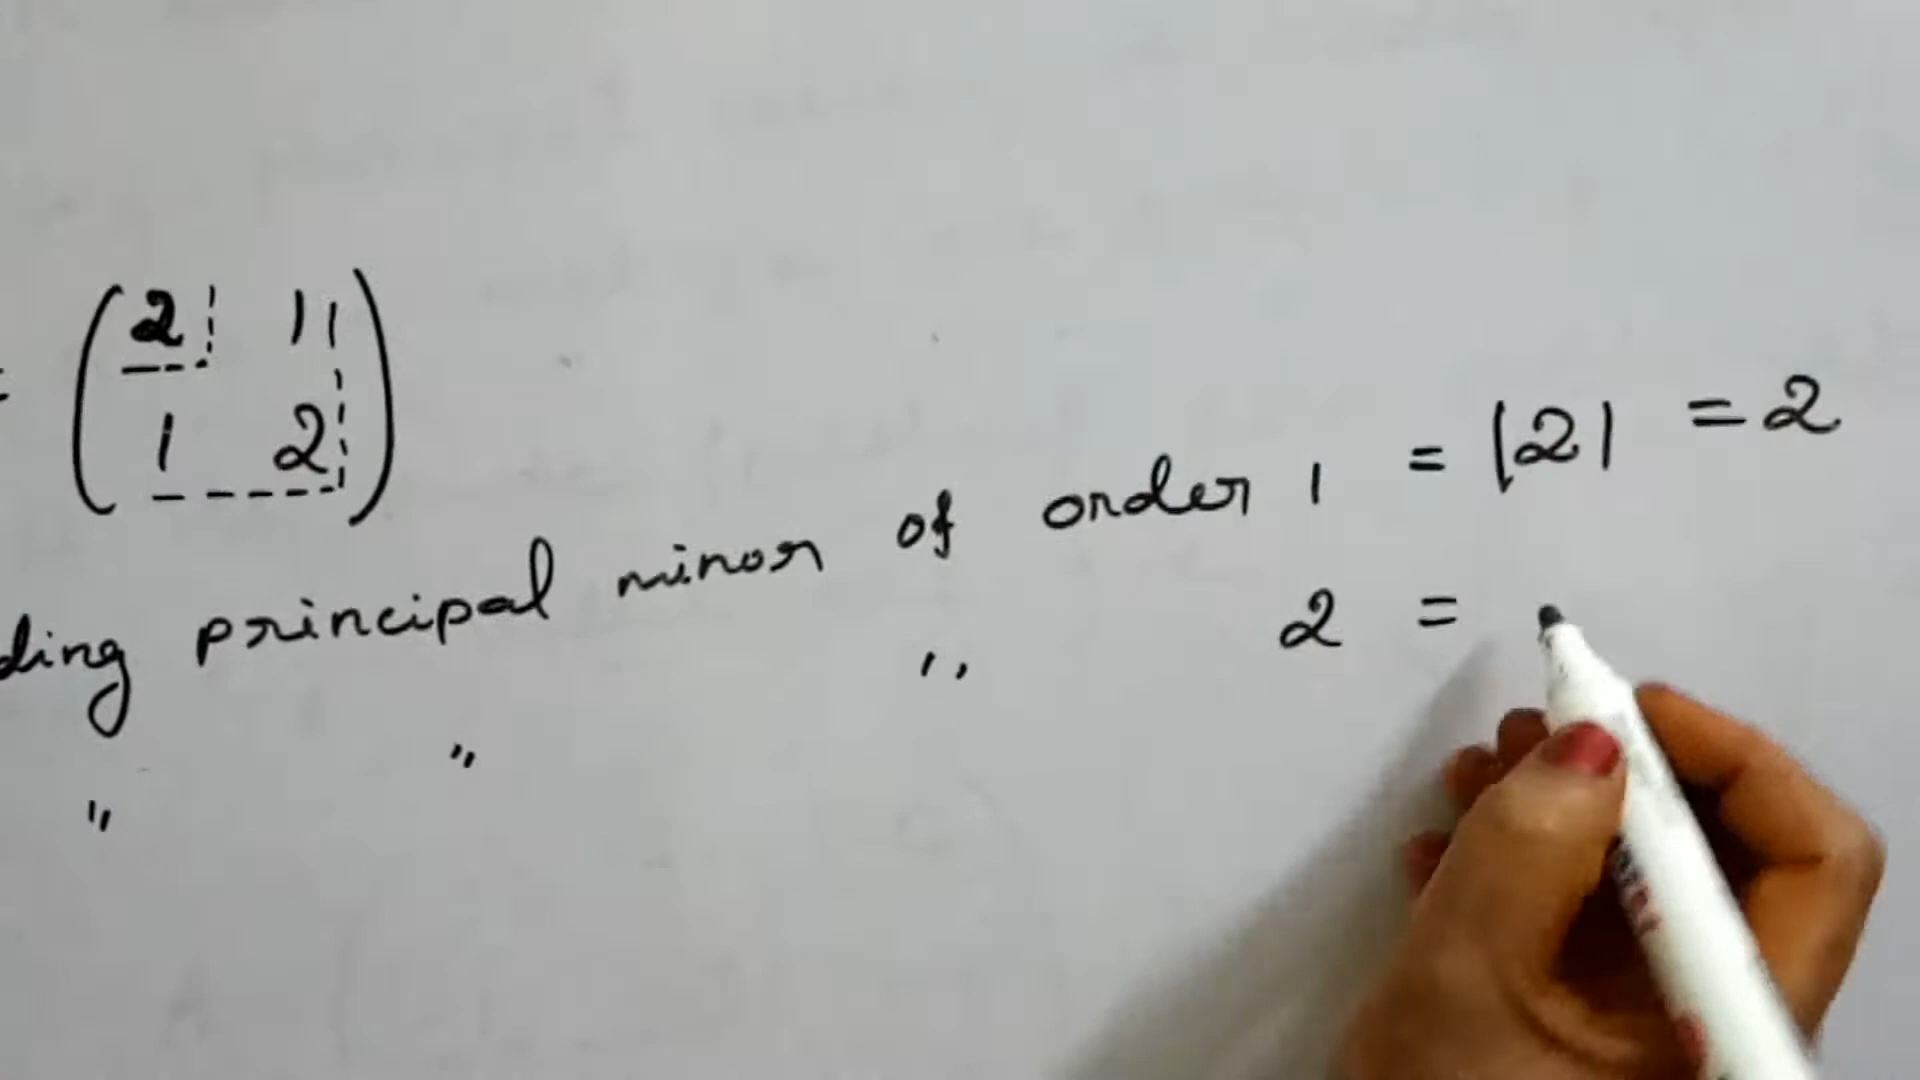 = ( 2 1
1 2 )
ding principal minor of order 1 = |2| = 2
" " " 2 =